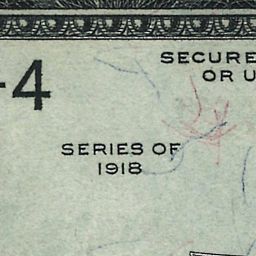 SECURE
OR U
-4
SERIES OF
1918